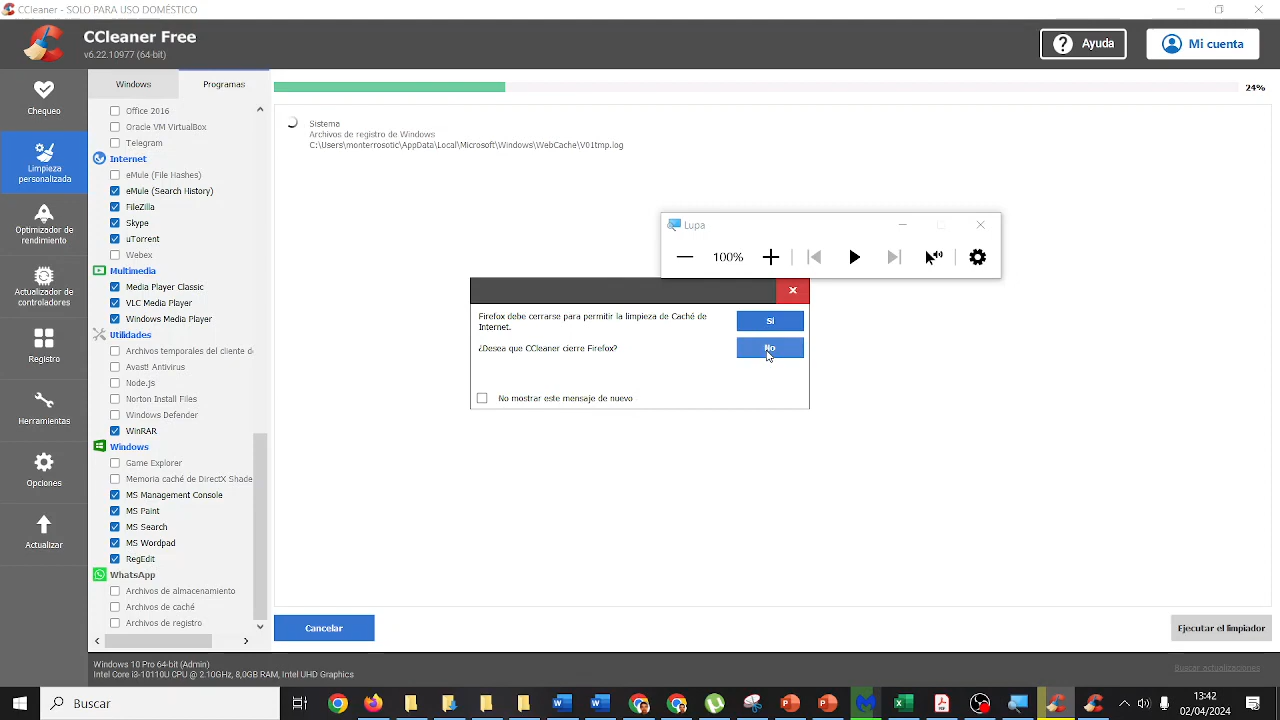 CCleaner - SOLO PARA USO DOMÉSTICO
CCleaner Free
v6.22.10977 (64-bit)
Ayuda
Mi cuenta
Chequeo
Limpieza
personalizada
Optimizador de
rendimiento
Actualizador de
controladores
Registro
Herramientas
Opciones
Actualizar
Windows
Programas
Office 2016
Oracle VM VirtualBox
Telegram
Internet
eMule (File Hashes)
eMule (Search History)
FileZilla
Skype
uTorrent
Webex
Multimedia
Media Player Classic
VLC Media Player
Windows Media Player
Utilidades
Archivos temporales del cliente d
Avast! Antivirus
Node.js
Norton Install Files
Windows Defender
WinRAR
Windows
Game Explorer
Memoria caché de DirectX Shade
MS Management Console
MS Paint
MS Search
MS Wordpad
RegEdit
WhatsApp
Archivos de almacenamiento
Archivos de caché
Archivos de registro
24%
Sistema
Archivos de registro de Windows
C:\Users\monterrosotic\AppData\Local\Microsoft\Windows\WebCache\V01tmp.log
Lupa
100%
Firefox debe cerrarse para permitir la limpieza de Caché de
Internet.
Sí
¿Desea que CCleaner cierre Firefox?
No
No mostrar este mensaje de nuevo
Cancelar
Ejecutar el limpiador
Windows 10 Pro 64-bit (Admin)
Intel Core i3-10110U CPU @ 2.10GHz, 8,0GB RAM, Intel UHD Graphics
Buscar actualizaciones
Buscar
13:42
02/04/2024